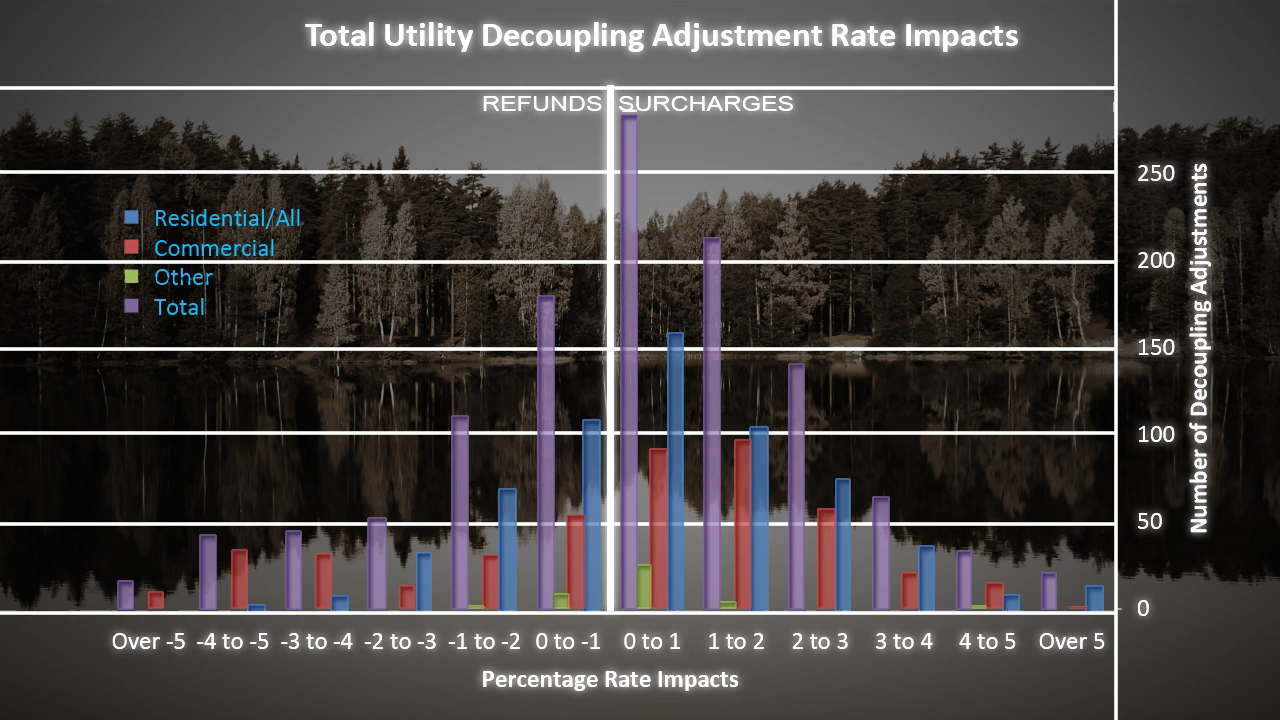 Total Utility Decoupling Adjustment Rate Impacts
REFUNDS SURCHARGES
Residential/All
Commercial
Other
Total
250
200
150
100
50
0
Number of Decoupling Adjustments
Over -5 -4 to -5 -3 to -4 -2 to -3 -1 to -2 0 to -1 0 to 1 1 to 2 2 to 3 3 to 4 4 to 5 Over 5
Percentage Rate Impacts